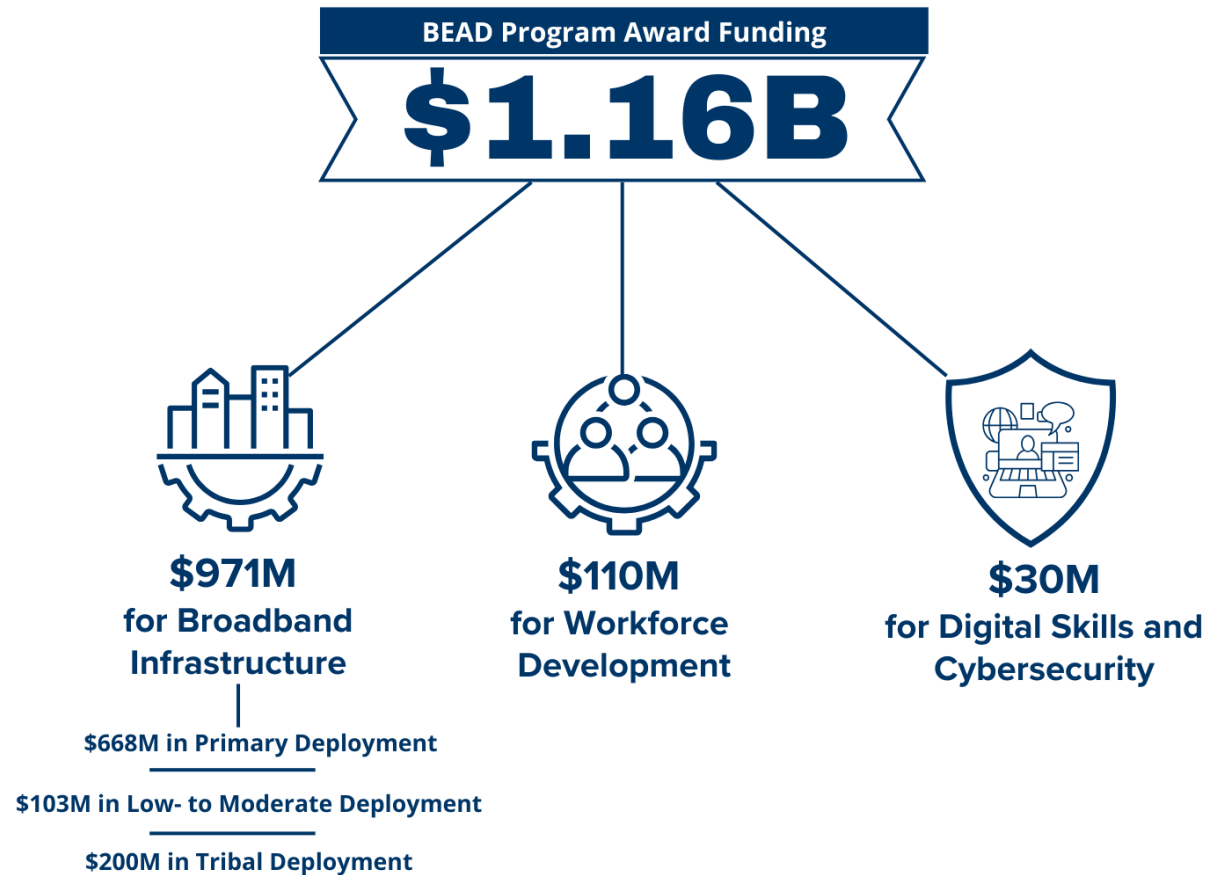 BEAD Program Award Funding
$1.16B
$971M
for Broadband
Infrastructure
$668M in Primary Deployment
$103M in Low- to Moderate Deployment
$200M in Tribal Deployment
$110M
for Workforce
Development
$30M
for Digital Skills and
Cybersecurity